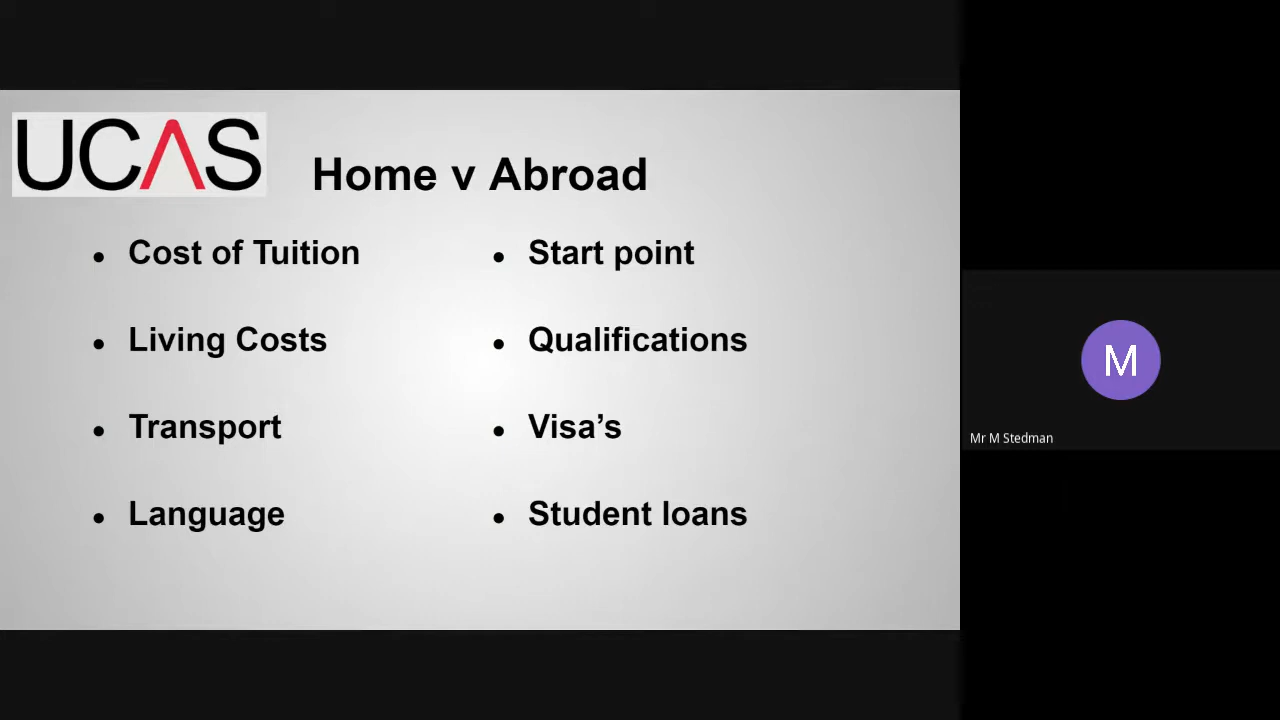 UCAS
Home v Abroad
Cost of Tuition
Living Costs
Transport
Language
Start point
Qualifications
Visa’s
Student loans
M
Mr M Stedman